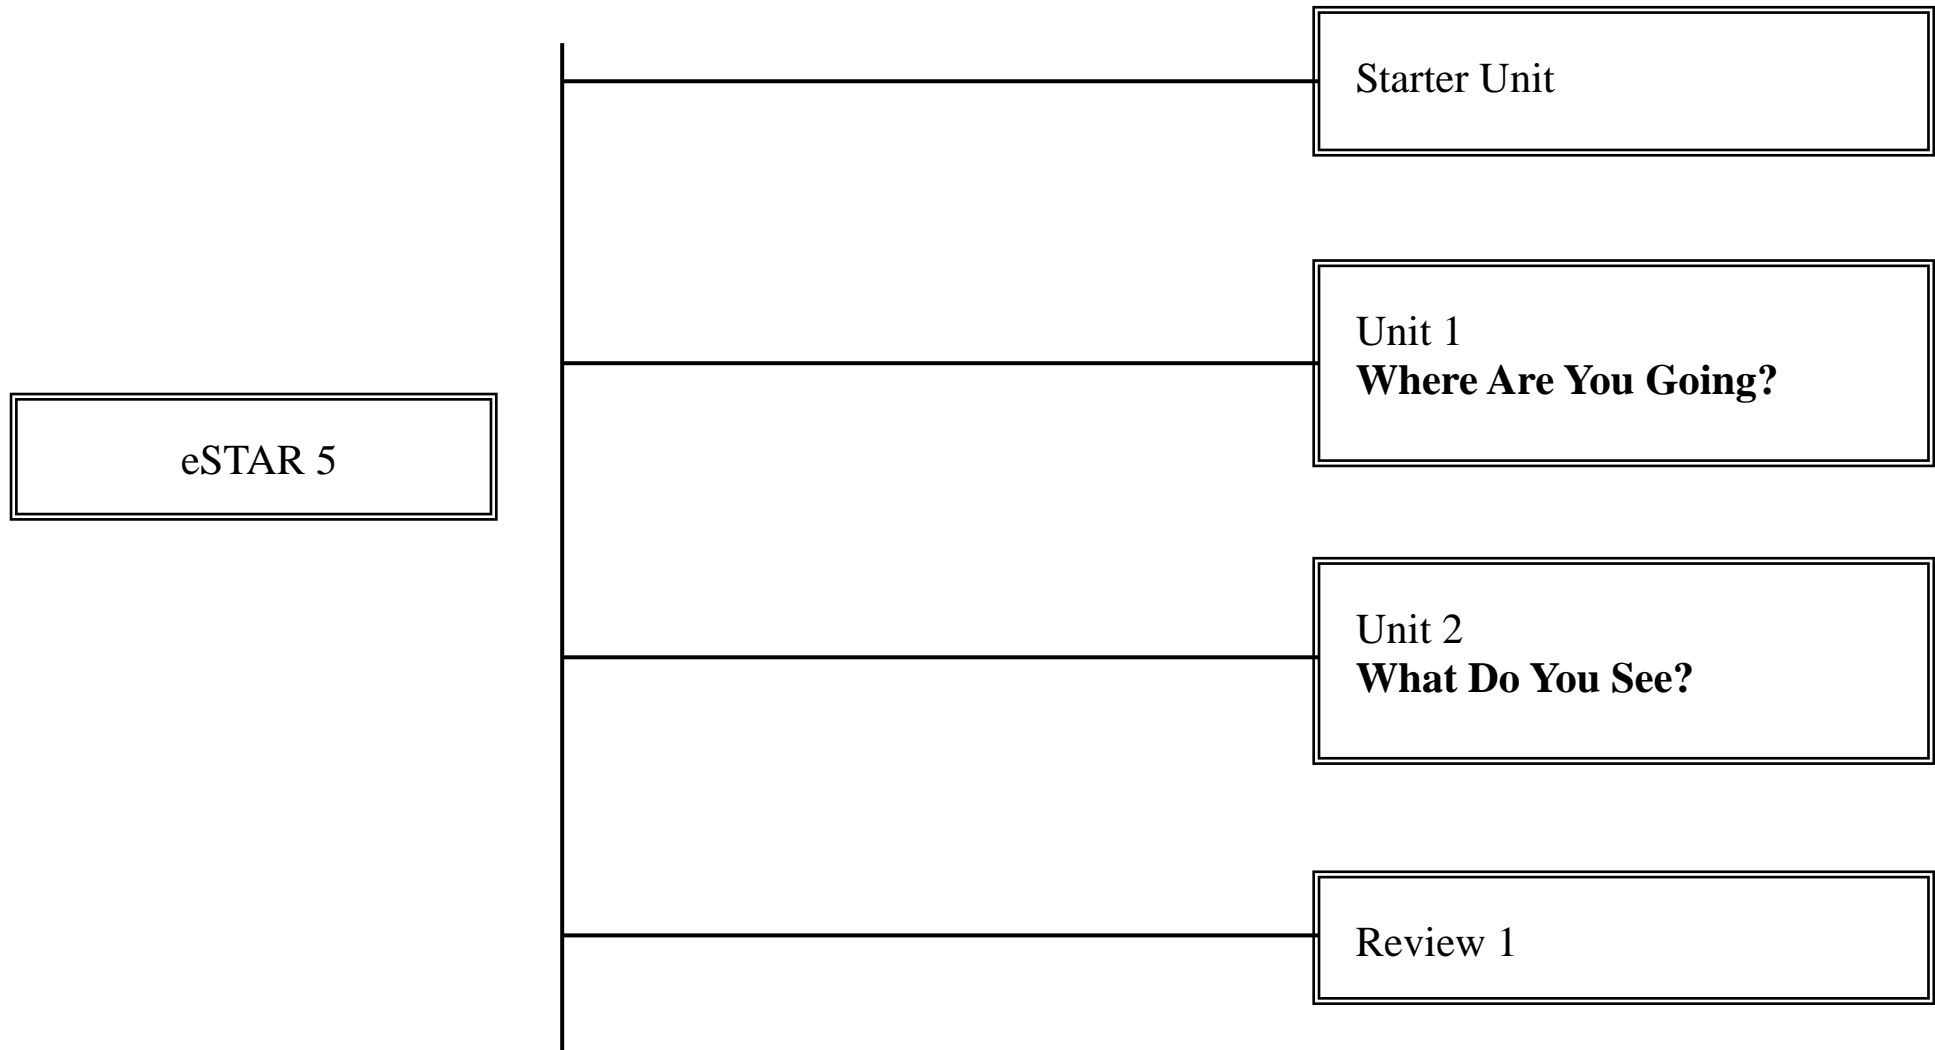 eSTAR 5
Starter Unit
Unit 1
Where Are You Going?
Unit 2
What Do You See?
Review 1